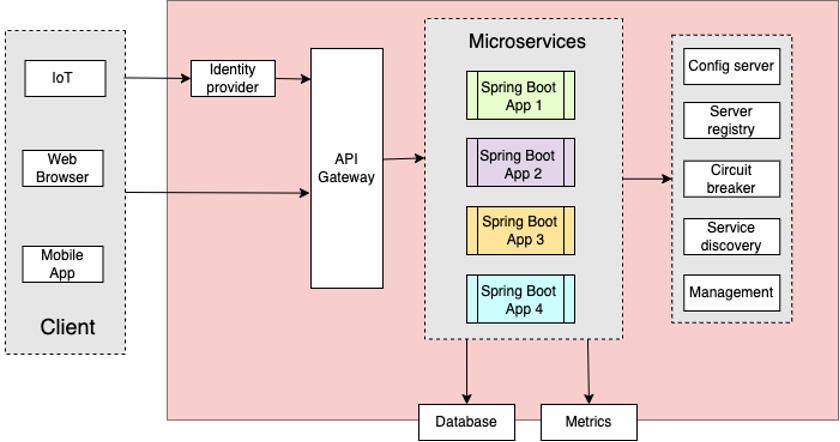 IoT
Web
Browser
Mobile
App
Client
Identity
provider
API
Gateway
Microservices
Spring Boot
App 1
Spring Boot
App 2
Spring Boot
App 3
Spring Boot
App 4
Config server
Server
registry
Circuit
breaker
Service
discovery
Management
Database
Metrics